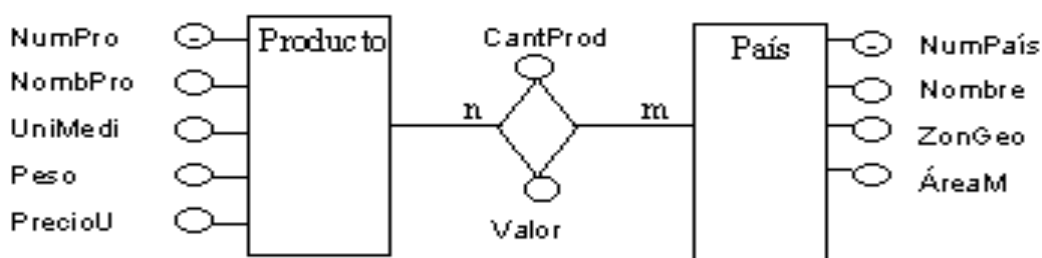 NumPro
NombPro
UniMedi
Peso
PrecioU
Producto
n
CantProd
Valor
m
País
NumPaís
Nombre
ZonGeo
ÁreaM